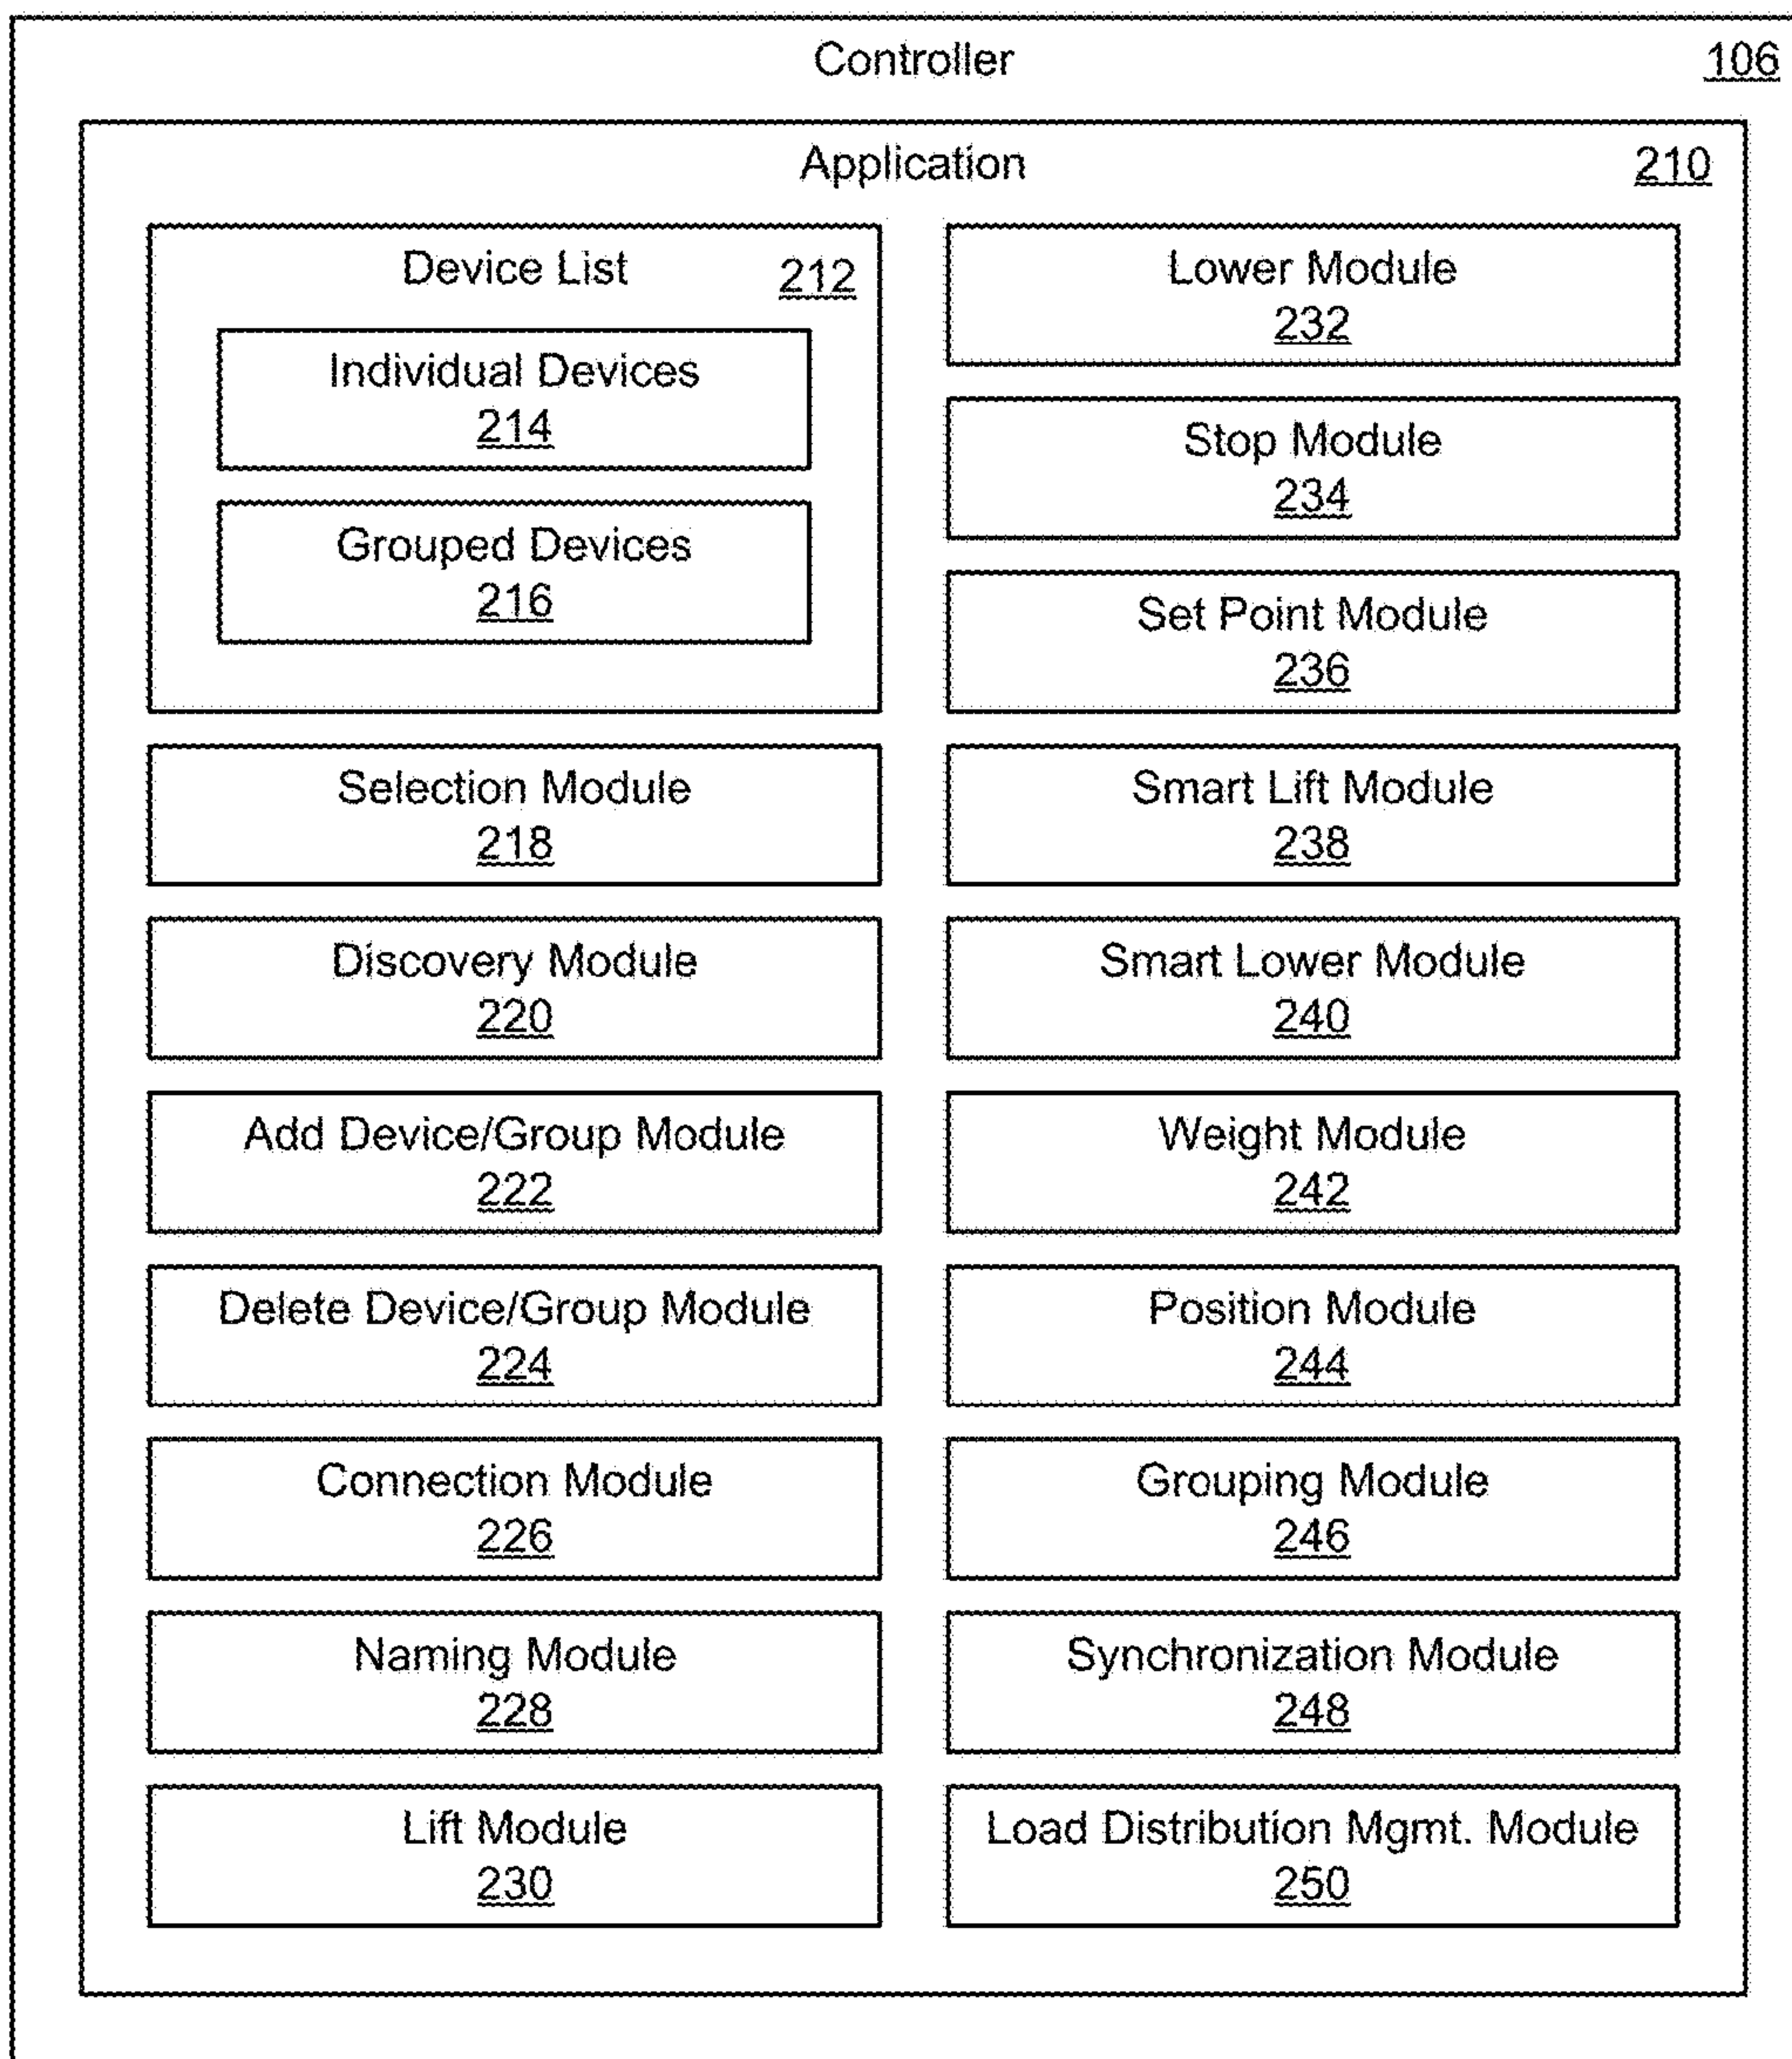 Controller 106
Application 210
Device List 212
Individual Devices
214
Grouped Devices
216
Selection Module
218
Discovery Module
220
Add Device/Group Module
222
Delete Device/Group Module
224
Connection Module
226
Naming Module
228
Lift Module
230
Lower Module
232
Stop Module
234
Set Point Module
236
Smart Lift Module
238
Smart Lower Module
240
Weight Module
242
Position Module
244
Grouping Module
246
Synchronization Module
248
Load Distribution Mgmt. Module
250